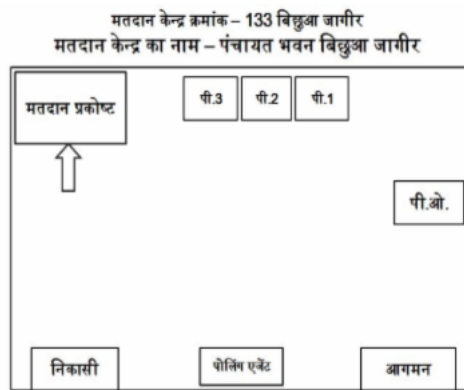 मतदान केन्द्र क्रमांक – 133 बिछुआ जागीर
मतदान केन्द्र का नाम – पंचायत भवन बिछुआ जागीर
मतदान प्रकोष्ट
पी.3 पी.2 पी.1
पी.ओ.
निकासी पोलिंग एजेंट आगमन